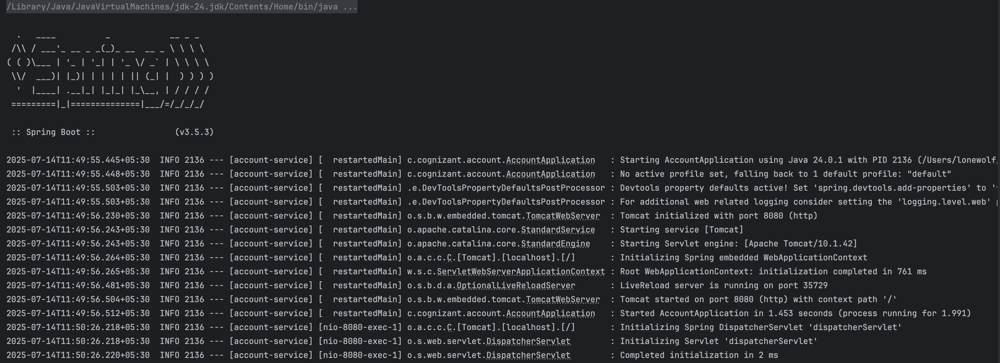 /Library/Java/JavaVirtualMachines/jdk-24.jdk/Contents/Home/bin/java ...
  .   ____          _            __ _ _
 /\\ / ___'_ __ _ _(_)_ __  __ _ \ \ \ \
( ( )\___ | '_ | '_| | '_ \/ _` | \ \ \ \
 \\/  ___)| |_)| | | | | || (_| |  ) ) ) )
  '  |____| .__|_| |_|_| |_\__, | / / / /
 =========|_|==============|___/=/_/_/_/
 :: Spring Boot ::                (v3.5.3)
2025-07-14T11:49:55.445+05:30  INFO 2136 --- [account-service] [  restartedMain] c.cognizant.account.AccountApplication   : Starting AccountApplication using Java 24.0.1 with PID 2136 (/Users/lonewolf
2025-07-14T11:49:55.448+05:30  INFO 2136 --- [account-service] [  restartedMain] c.cognizant.account.AccountApplication   : No active profile set, falling back to 1 default profile: "default"
2025-07-14T11:49:55.503+05:30  INFO 2136 --- [account-service] [  restartedMain] .e.DevToolsPropertyDefaultsPostProcessor : Devtools property defaults active! Set 'spring.devtools.add-properties' to '
2025-07-14T11:49:55.503+05:30  INFO 2136 --- [account-service] [  restartedMain] .e.DevToolsPropertyDefaultsPostProcessor : For additional web related logging consider setting the 'logging.level.web'
2025-07-14T11:49:56.230+05:30  INFO 2136 --- [account-service] [  restartedMain] o.s.b.w.embedded.tomcat.TomcatWebServer  : Tomcat initialized with port 8080 (http)
2025-07-14T11:49:56.243+05:30  INFO 2136 --- [account-service] [  restartedMain] o.apache.catalina.core.StandardService   : Starting service [Tomcat]
2025-07-14T11:49:56.243+05:30  INFO 2136 --- [account-service] [  restartedMain] o.apache.catalina.core.StandardEngine    : Starting Servlet engine: [Apache Tomcat/10.1.42]
2025-07-14T11:49:56.264+05:30  INFO 2136 --- [account-service] [  restartedMain] o.a.c.c.C.[Tomcat].[localhost].[/]       : Initializing Spring embedded WebApplicationContext
2025-07-14T11:49:56.265+05:30  INFO 2136 --- [account-service] [  restartedMain] w.s.c.ServletWebServerApplicationContext : Root WebApplicationContext: initialization completed in 761 ms
2025-07-14T11:49:56.481+05:30  INFO 2136 --- [account-service] [  restartedMain] o.s.b.d.a.OptionalLiveReloadServer       : LiveReload server is running on port 35729
2025-07-14T11:49:56.504+05:30  INFO 2136 --- [account-service] [  restartedMain] o.s.b.w.embedded.tomcat.TomcatWebServer  : Tomcat started on port 8080 (http) with context path '/'
2025-07-14T11:49:56.512+05:30  INFO 2136 --- [account-service] [  restartedMain] c.cognizant.account.AccountApplication   : Started AccountApplication in 1.453 seconds (process running for 1.991)
2025-07-14T11:50:26.218+05:30  INFO 2136 --- [account-service] [nio-8080-exec-1] o.a.c.c.C.[Tomcat].[localhost].[/]       : Initializing Spring DispatcherServlet 'dispatcherServlet'
2025-07-14T11:50:26.218+05:30  INFO 2136 --- [account-service] [nio-8080-exec-1] o.s.web.servlet.DispatcherServlet        : Initializing Servlet 'dispatcherServlet'
2025-07-14T11:50:26.220+05:30  INFO 2136 --- [account-service] [nio-8080-exec-1] o.s.web.servlet.DispatcherServlet        : Completed initialization in 2 ms